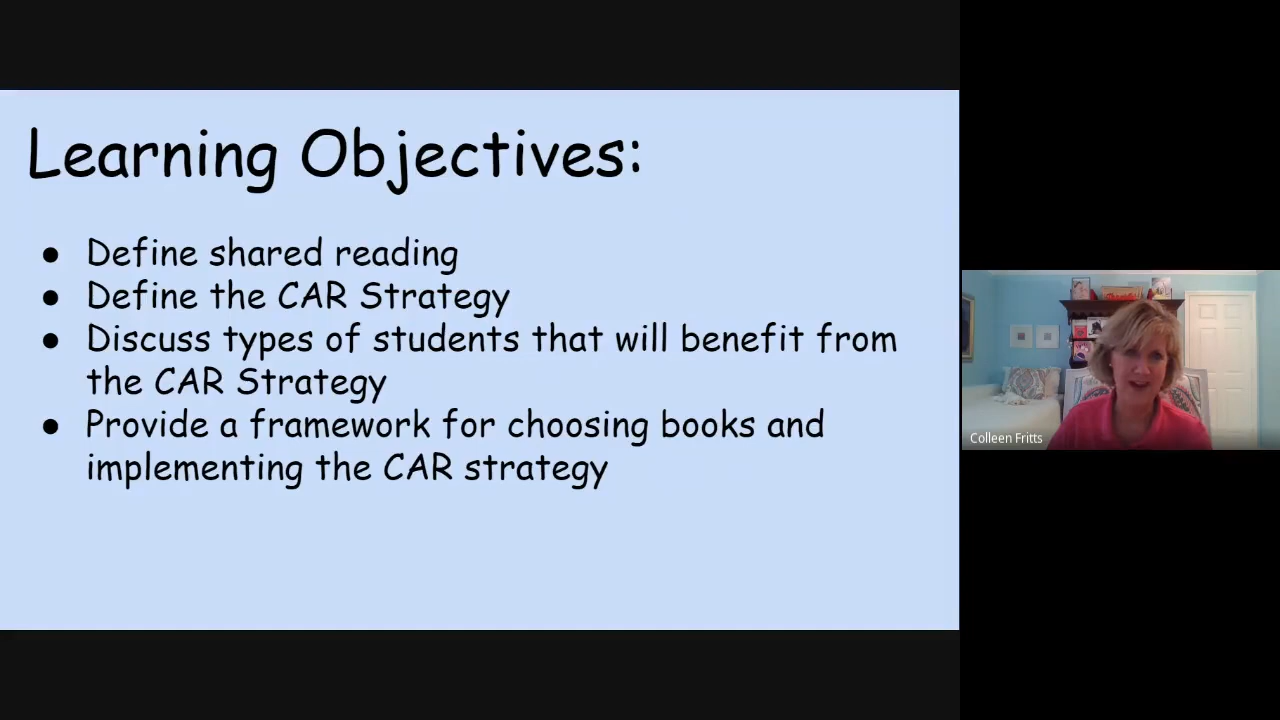 Learning Objectives:
● Define shared reading
● Define the CAR Strategy
● Discuss types of students that will benefit from
the CAR Strategy
● Provide a framework for choosing books and
implementing the CAR strategy
Colleen Fritts